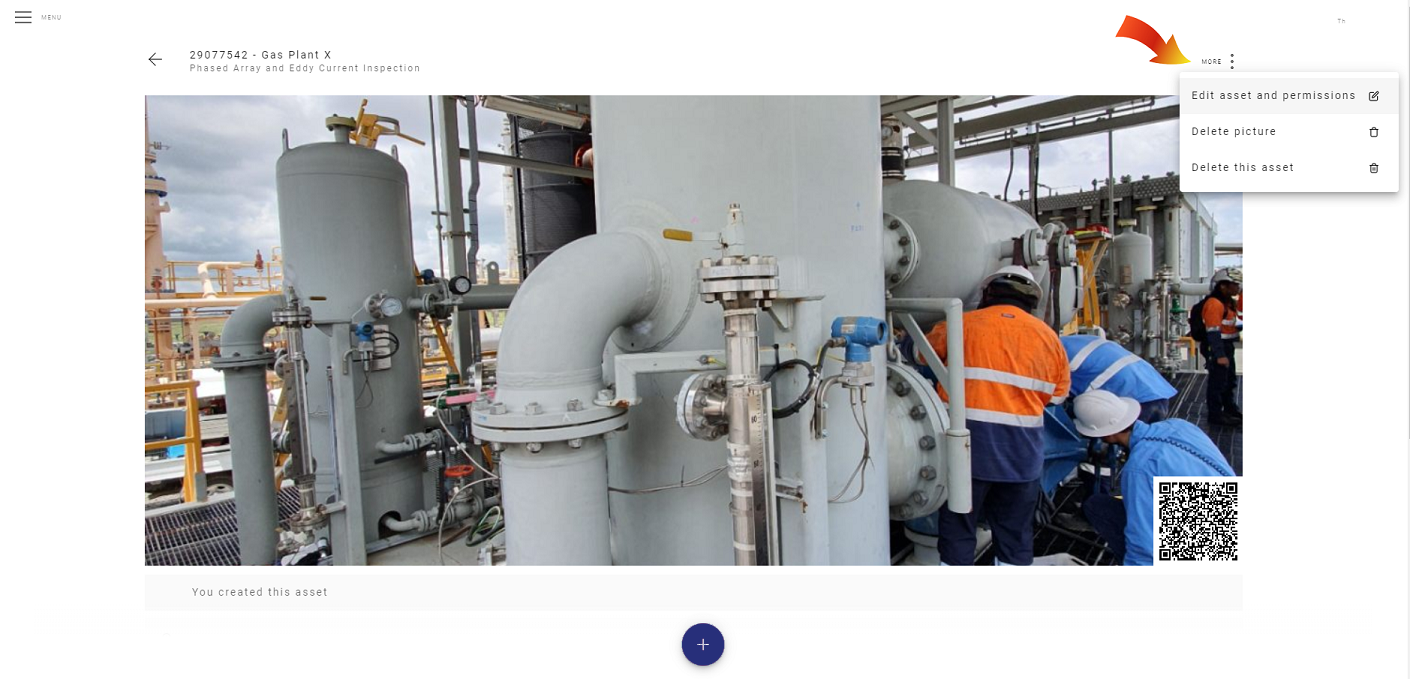 MENU
Th
29077542 - Gas Plant X
Phased Array and Eddy Current Inspection
MORE
Edit asset and permissions
Delete picture
Delete this asset
You created this asset